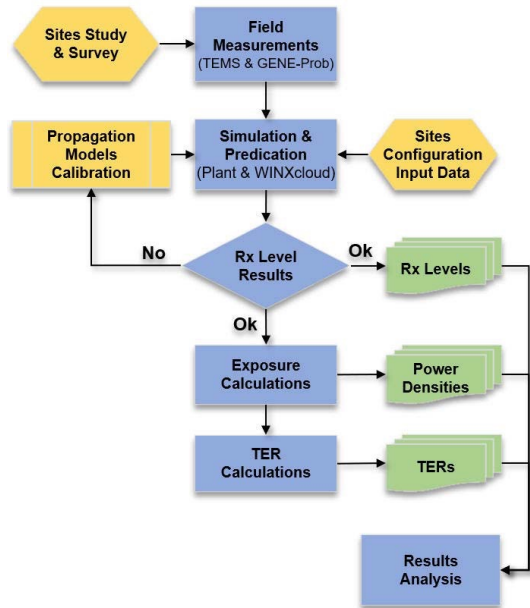 Sites Study
& Survey
Field
Measurements
(TEMS & GENE-Prob)
Propagation
Models
Calibration
Simulation &
Predication
(Plant & WINXcloud)
Sites
Configuration
Input Data
No
Rx Level
Results
Ok
Rx Levels
Ok
Exposure
Calculations
Power
Densities
TER
Calculations
TERs
Results
Analysis